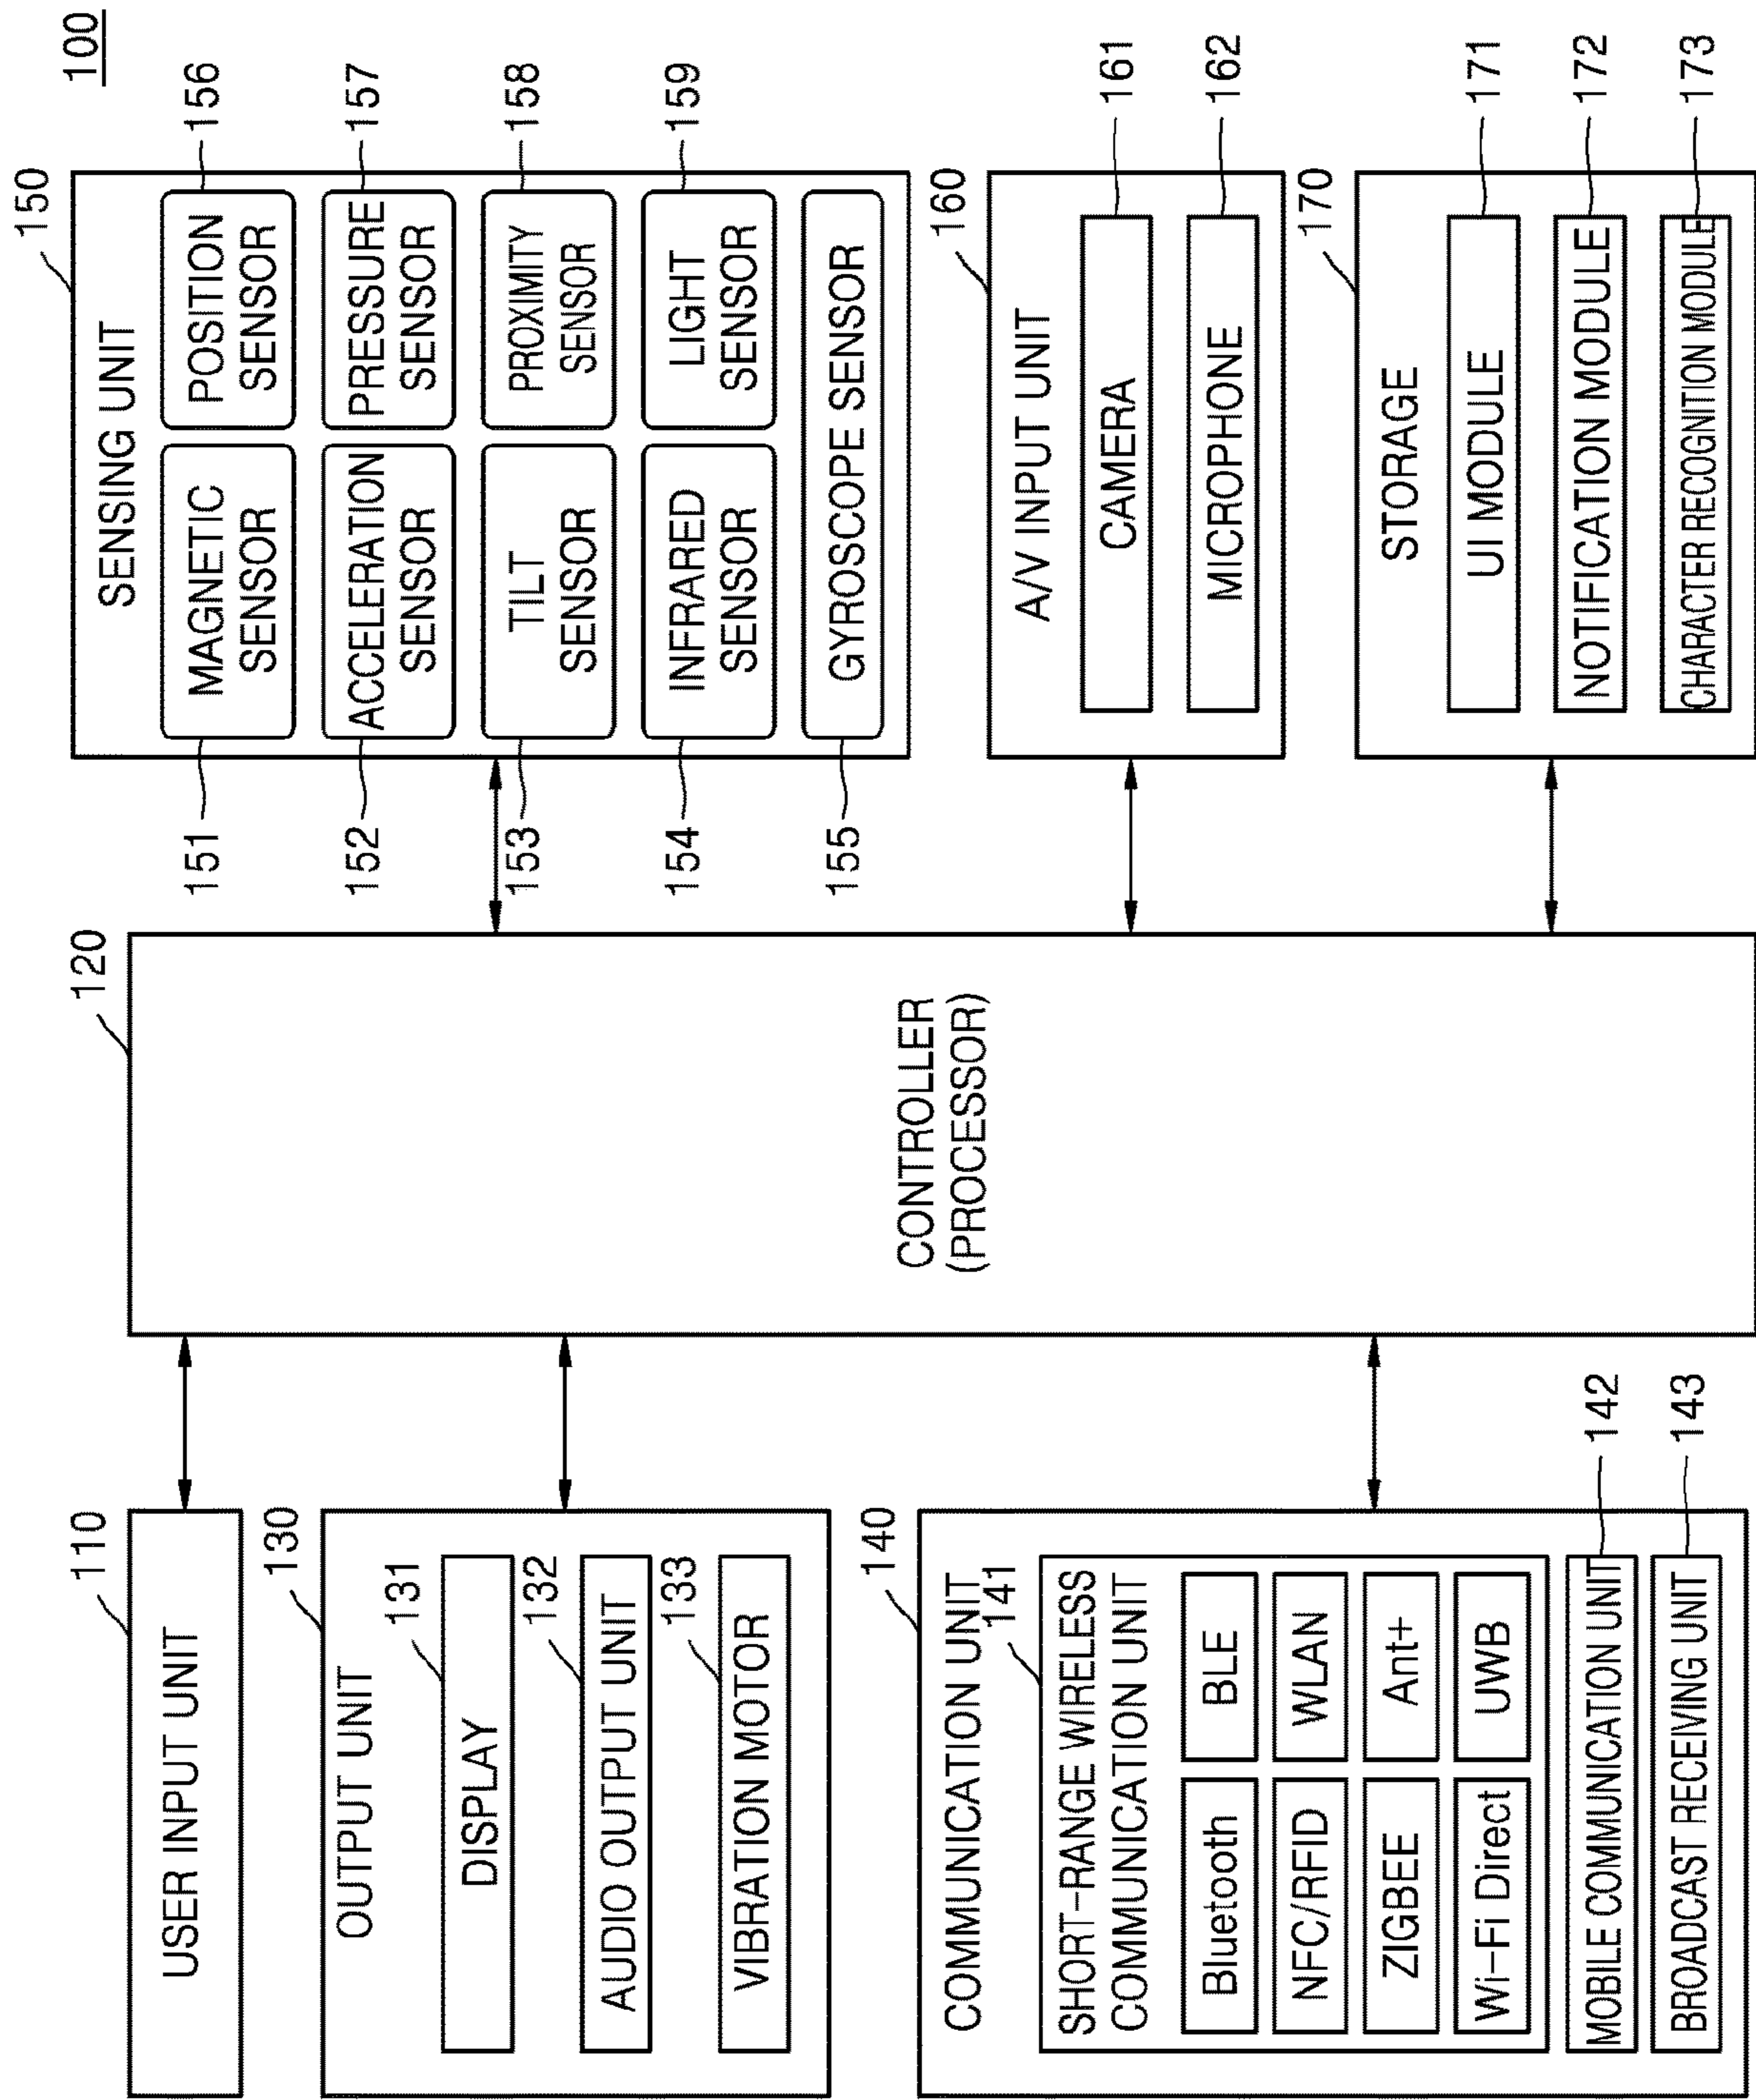 100
110
USER INPUT UNIT
130
OUTPUT UNIT
131
DISPLAY
132
AUDIO OUTPUT UNIT
133
VIBRATION MOTOR
140
COMMUNICATION UNIT
141
SHORT-RANGE WIRELESS
COMMUNICATION UNIT
Bluetooth
BLE
NFC/RFID
WLAN
ZIGBEE
Ant+
Wi-Fi Direct
UWB
MOBILE COMMUNICATION UNIT
142
BROADCAST RECEIVING UNIT
143
120
CONTROLLER
(PROCESSOR)
150
SENSING UNIT
151
MAGNETIC
SENSOR
POSITION
SENSOR
156
152
ACCELERATION
SENSOR
PRESSURE
SENSOR
157
153
TILT
SENSOR
PROXIMITY
SENSOR
158
154
INFRARED
SENSOR
LIGHT
SENSOR
159
155
GYROSCOPE SENSOR
160
A/V INPUT UNIT
CAMERA
161
MICROPHONE
162
170
STORAGE
UI MODULE
171
NOTIFICATION MODULE
172
CHARACTER RECOGNITION MODULE
173